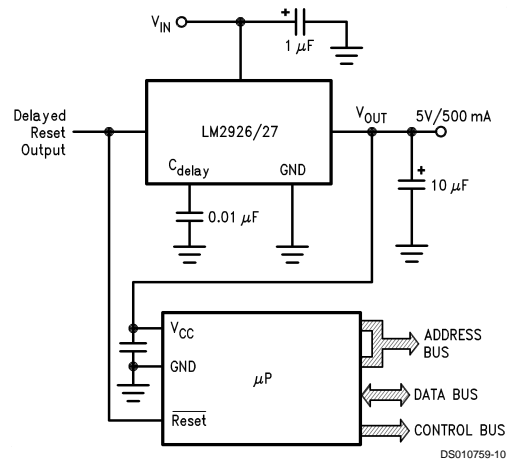 V_IN
+
1 μF
Delayed
Reset
Output
LM2926/27
C_delay
GND
V_OUT
5V/500 mA
+
10 μF
0.01 μF
V_CC
GND
μP
Reset
ADDRESS
BUS
DATA BUS
CONTROL BUS
DS010759-10